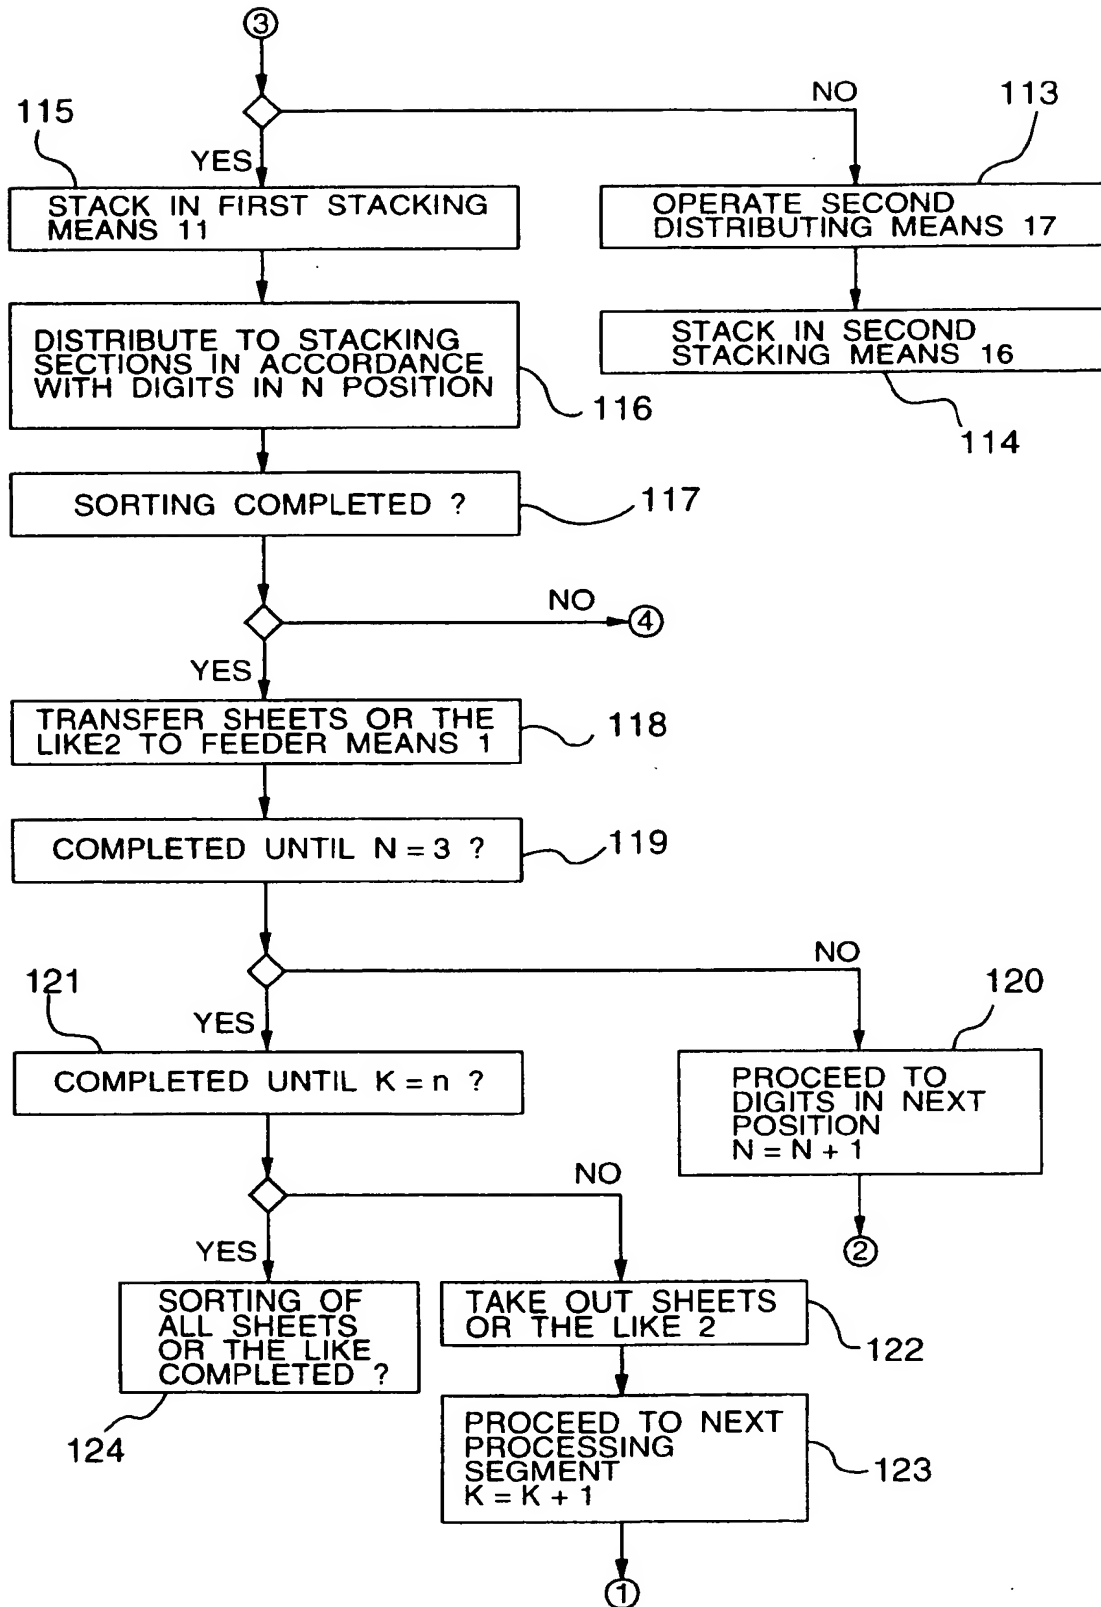 ③
NO
113
115
YES
STACK IN FIRST STACKING
MEANS 11
OPERATE SECOND
DISTRIBUTING MEANS 17
DISTRIBUTE TO STACKING
SECTIONS IN ACCORDANCE
WITH DIGITS IN N POSITION
116
STACK IN SECOND
STACKING MEANS 16
114
SORTING COMPLETED ?
117
NO
④
YES
TRANSFER SHEETS OR THE
LIKE2 TO FEEDER MEANS 1
118
COMPLETED UNTIL N = 3 ?
119
NO
121
YES
120
COMPLETED UNTIL K = n ?
PROCEED TO
DIGITS IN NEXT
POSITION
N = N + 1
②
NO
YES
SORTING OF
ALL SHEETS
OR THE LIKE
COMPLETED ?
124
TAKE OUT SHEETS
OR THE LIKE 2
122
PROCEED TO NEXT
PROCESSING
SEGMENT
K = K + 1
123
①